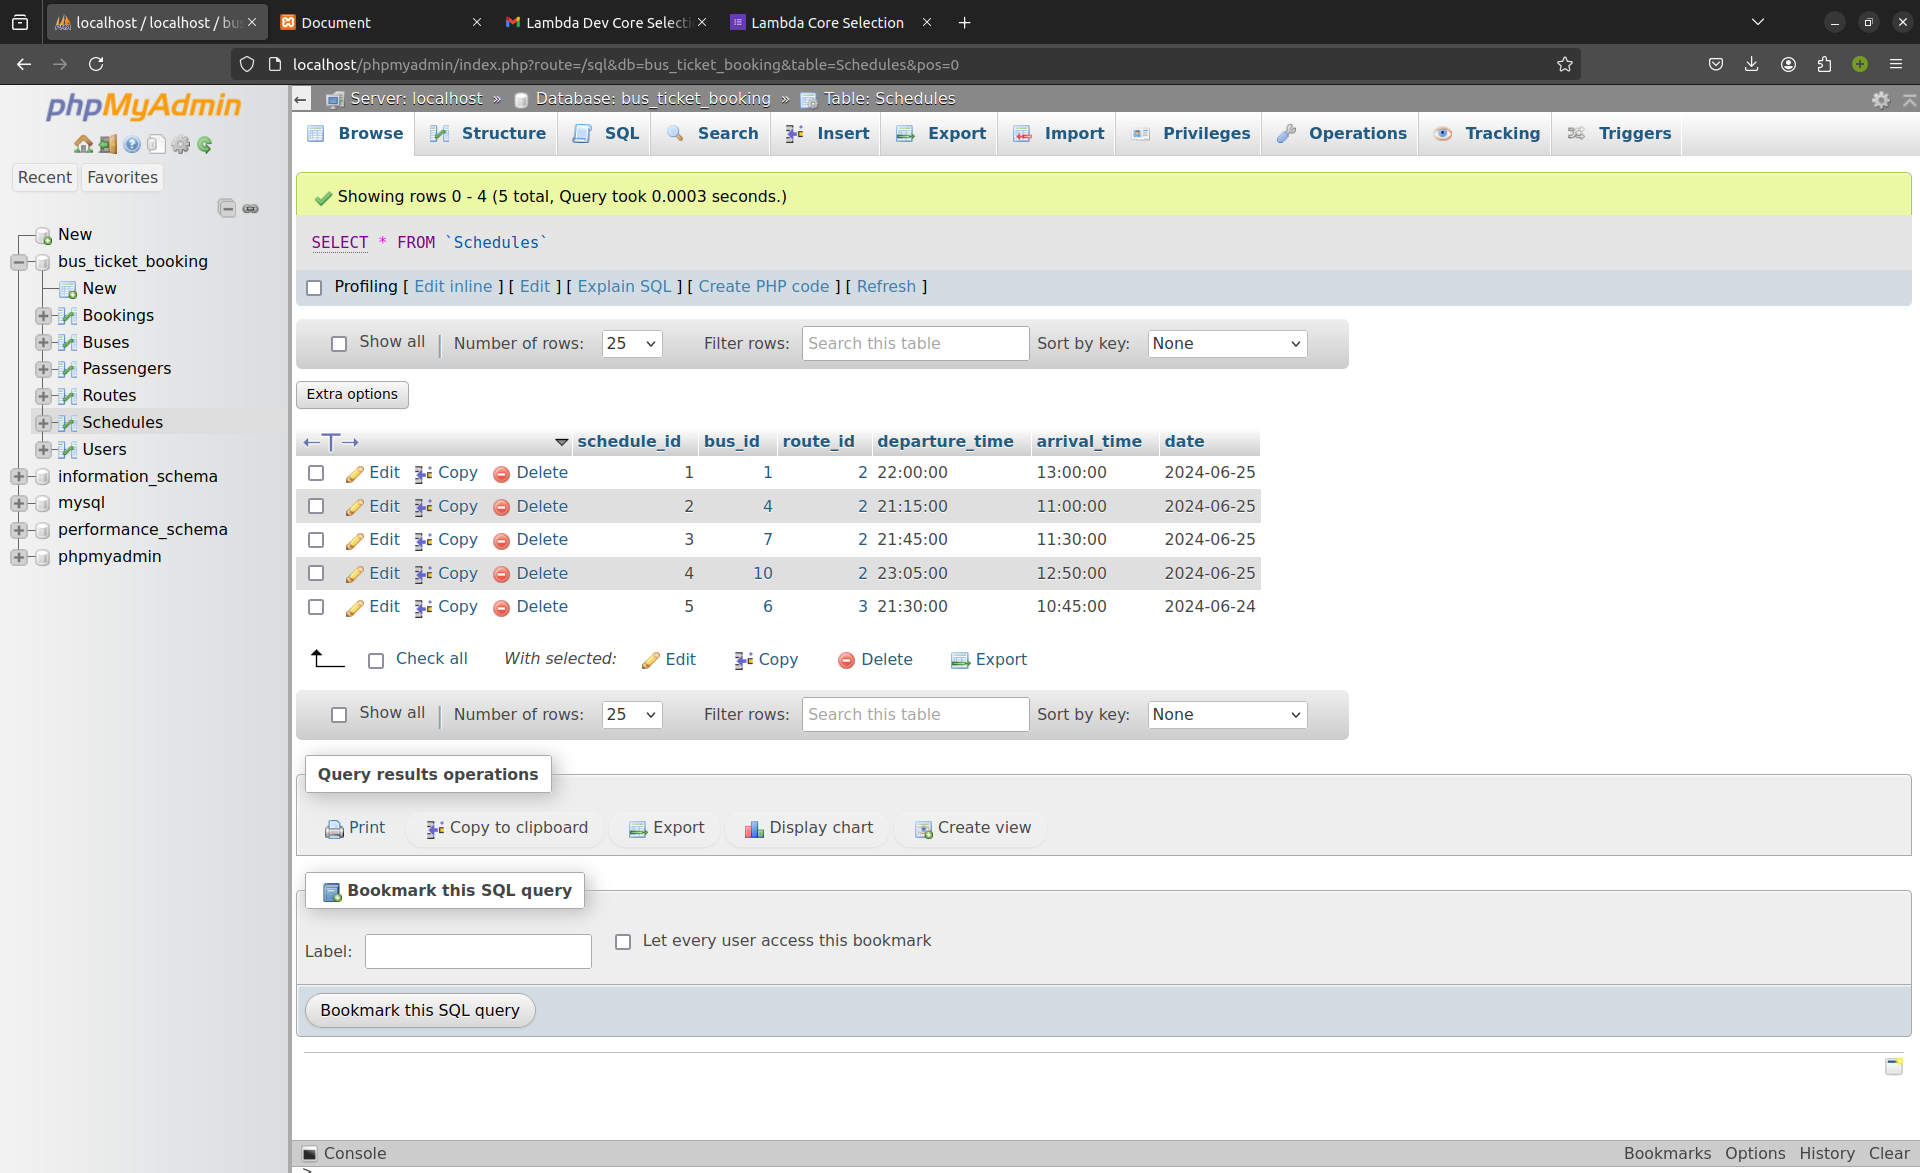 localhost / localhost / bus
Document
Lambda Dev Core Selecti
Lambda Core Selection
localhost/phpmyadmin/index.php?route=/sql&db=bus_ticket_booking&table=Schedules&pos=0
phpMyAdmin
Recent Favorites
New
bus_ticket_booking
New
Bookings
Buses
Passengers
Routes
Schedules
Users
information_schema
mysql
performance_schema
phpmyadmin
Server: localhost » Database: bus_ticket_booking » Table: Schedules
Browse Structure SQL Search Insert Export Import Privileges Operations Tracking Triggers
Showing rows 0 - 4 (5 total, Query took 0.0003 seconds.)
SELECT * FROM `Schedules`
Profiling [ Edit inline ] [ Edit ] [ Explain SQL ] [ Create PHP code ] [ Refresh ]
Show all | Number of rows: 25 Filter rows: Search this table Sort by key: None
Extra options
←T→ schedule_id bus_id route_id departure_time arrival_time date
Edit Copy Delete 1 1 2 22:00:00 13:00:00 2024-06-25
Edit Copy Delete 2 4 2 21:15:00 11:00:00 2024-06-25
Edit Copy Delete 3 7 2 21:45:00 11:30:00 2024-06-25
Edit Copy Delete 4 10 2 23:05:00 12:50:00 2024-06-25
Edit Copy Delete 5 6 3 21:30:00 10:45:00 2024-06-24
Check all With selected: Edit Copy Delete Export
Show all | Number of rows: 25 Filter rows: Search this table Sort by key: None
Query results operations
Print Copy to clipboard Export Display chart Create view
Bookmark this SQL query
Label: Let every user access this bookmark
Bookmark this SQL query
Console Bookmarks Options History Clear
>